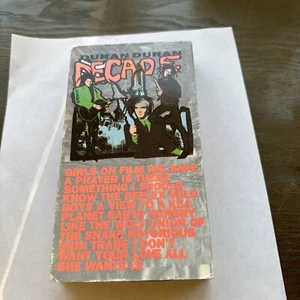 DURAN DURAN
DECADE
GIRLS ON FILM RIO SAVE
A PRAYER IS THERE
SOMETHING I SHOULD
KNOW THE REFLEX WILD
BOYS A VIEW TO A KILL
PLANET EARTH HUNGRY
LIKE THE WOLF UNION OF
THE SNAKE NOTORIOUS
SKIN TRADE I DON'T
WANT YOUR LOVE ALL
SHE WANTS IS